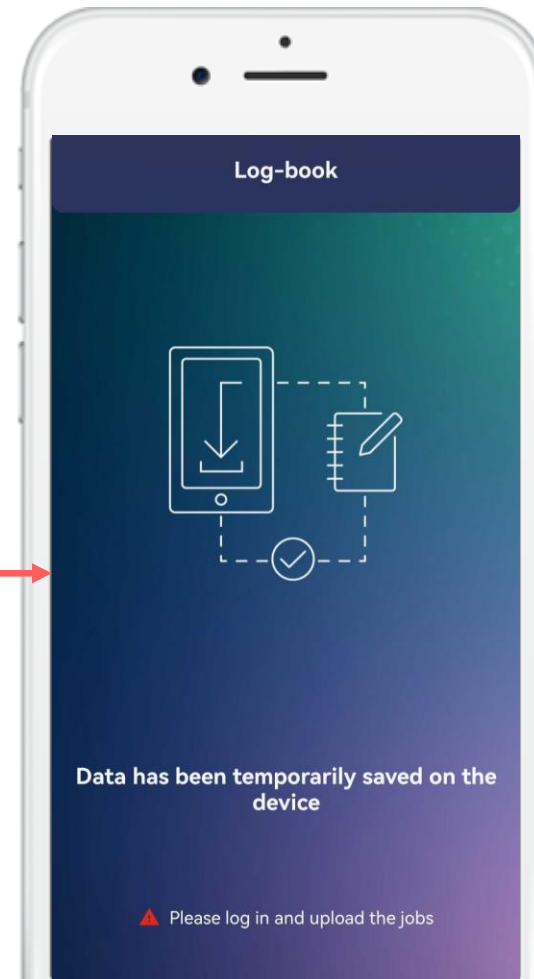 Log-book
Data has been temporarily saved on the
device
Please log in and upload the jobs